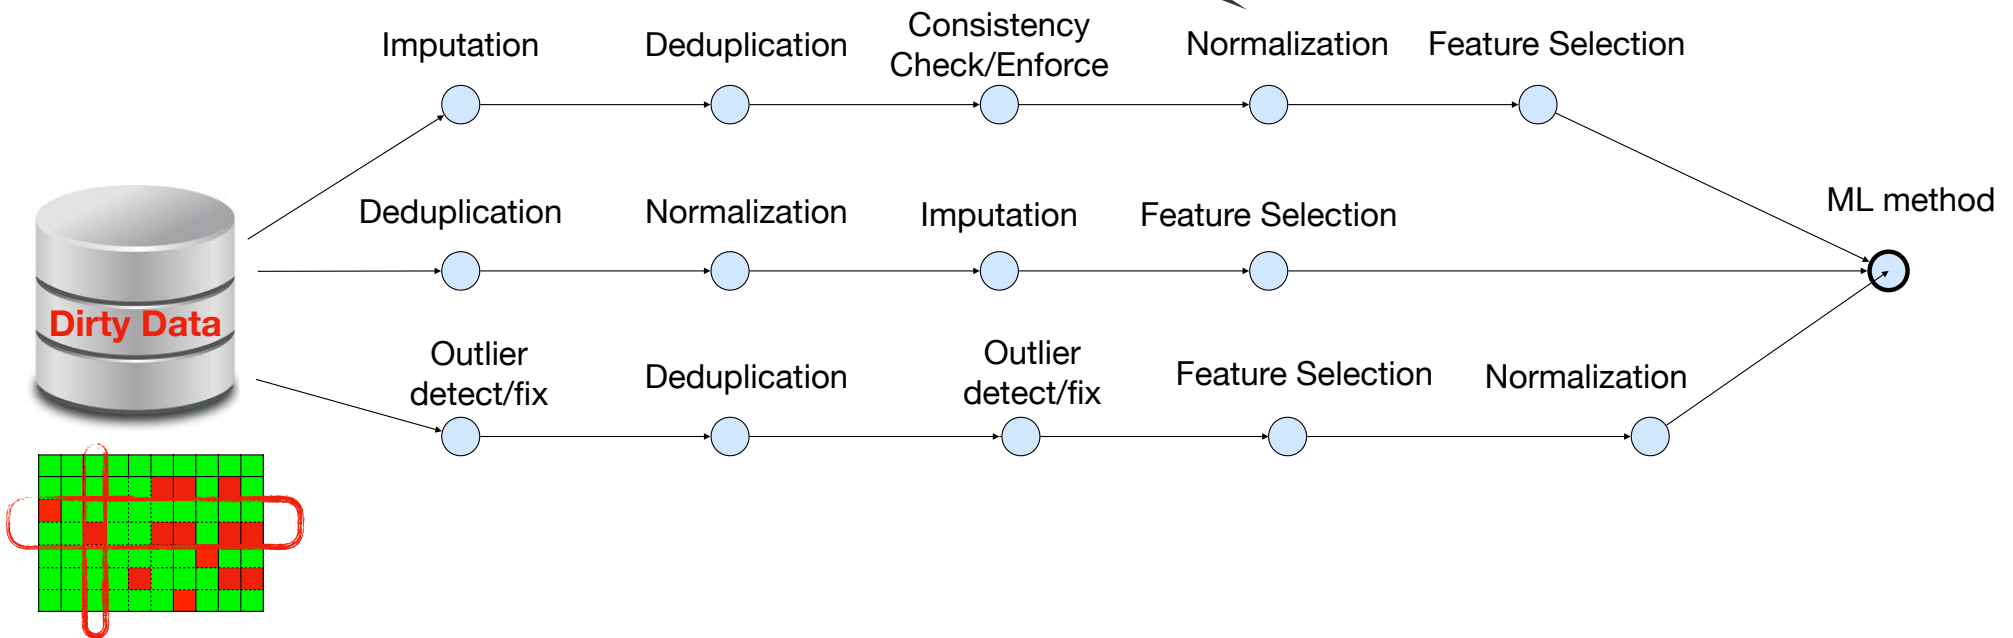 Imputation
Deduplication
Consistency
Check/Enforce
Normalization
Feature Selection
Deduplication
Normalization
Imputation
Feature Selection
ML method
Dirty Data
Outlier
detect/fix
Deduplication
Outlier
detect/fix
Feature Selection
Normalization